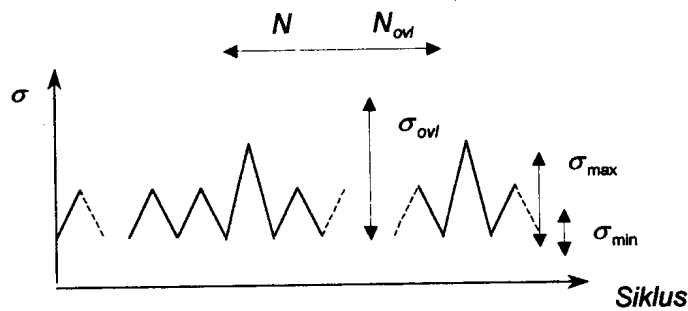 N N_ovl
σ
σ_ovl
σ_max
σ_min
Siklus